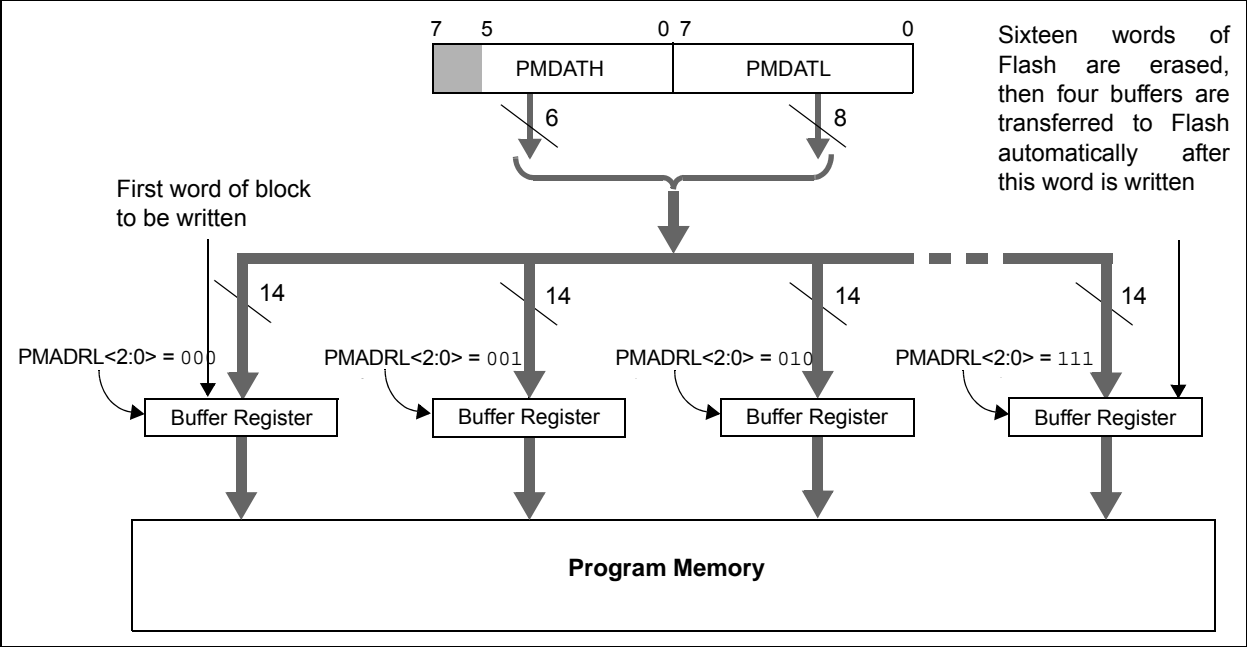 7 5 0 7 0
PMDATH PMDATL
6 8
Sixteen words of
Flash are erased,
then four buffers are
transferred to Flash
automatically after
this word is written
First word of block
to be written
14 14 14 14
PMADRL<2:0> = 000 PMADRL<2:0> = 001 PMADRL<2:0> = 010 PMADRL<2:0> = 111
Buffer Register Buffer Register Buffer Register Buffer Register
Program Memory